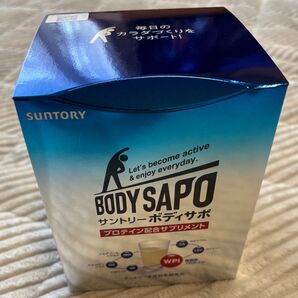 毎日の
カラダづくりを
サポート!
SUNTORY
Let's become active
& enjoy everyday.
BODY SAPO
サントリー ボディサポ
プロテイン配合サプリメント
WPI